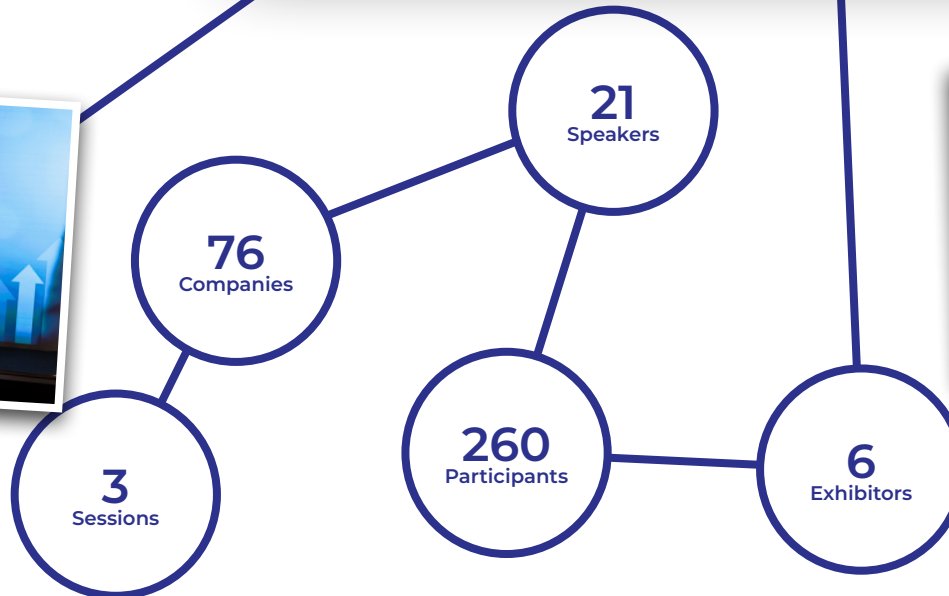 21
Speakers
76
Companies
260
Participants
6
Exhibitors
3
Sessions